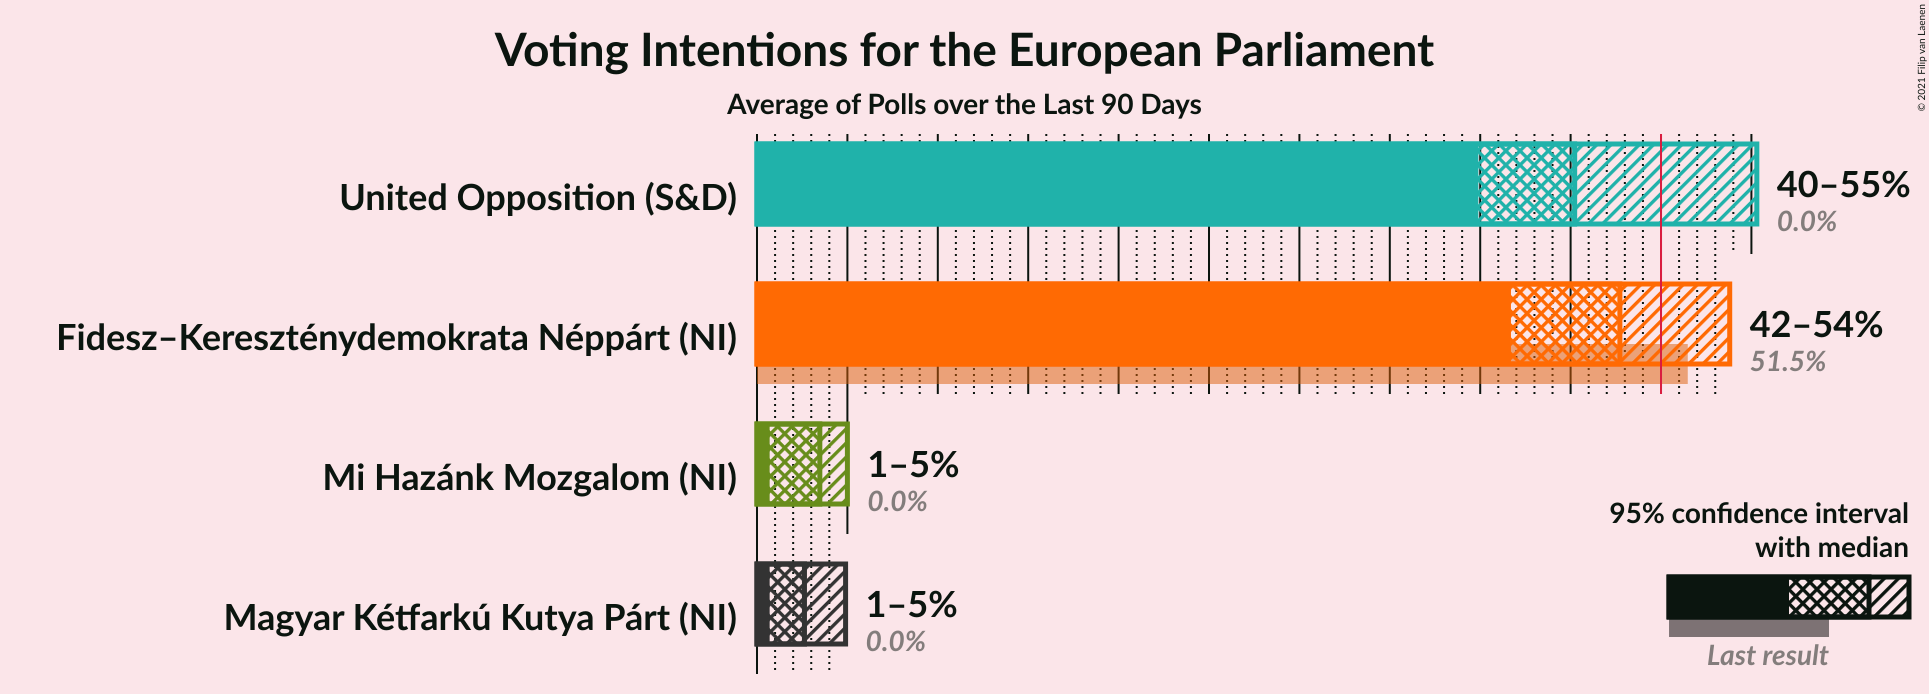 © 2021 Filip van Laenen
Voting Intentions for the European Parliament
Average of Polls over the Last 90 Days
United Opposition (S&D)
40–55%
0.0%
Fidesz–Kereszténydemokrata Néppárt (NI)
42–54%
51.5%
Mi Hazánk Mozgalom (NI)
1–5%
0.0%
Magyar Kétfarkú Kutya Párt (NI)
1–5%
0.0%
95% confidence interval
with median
Last result